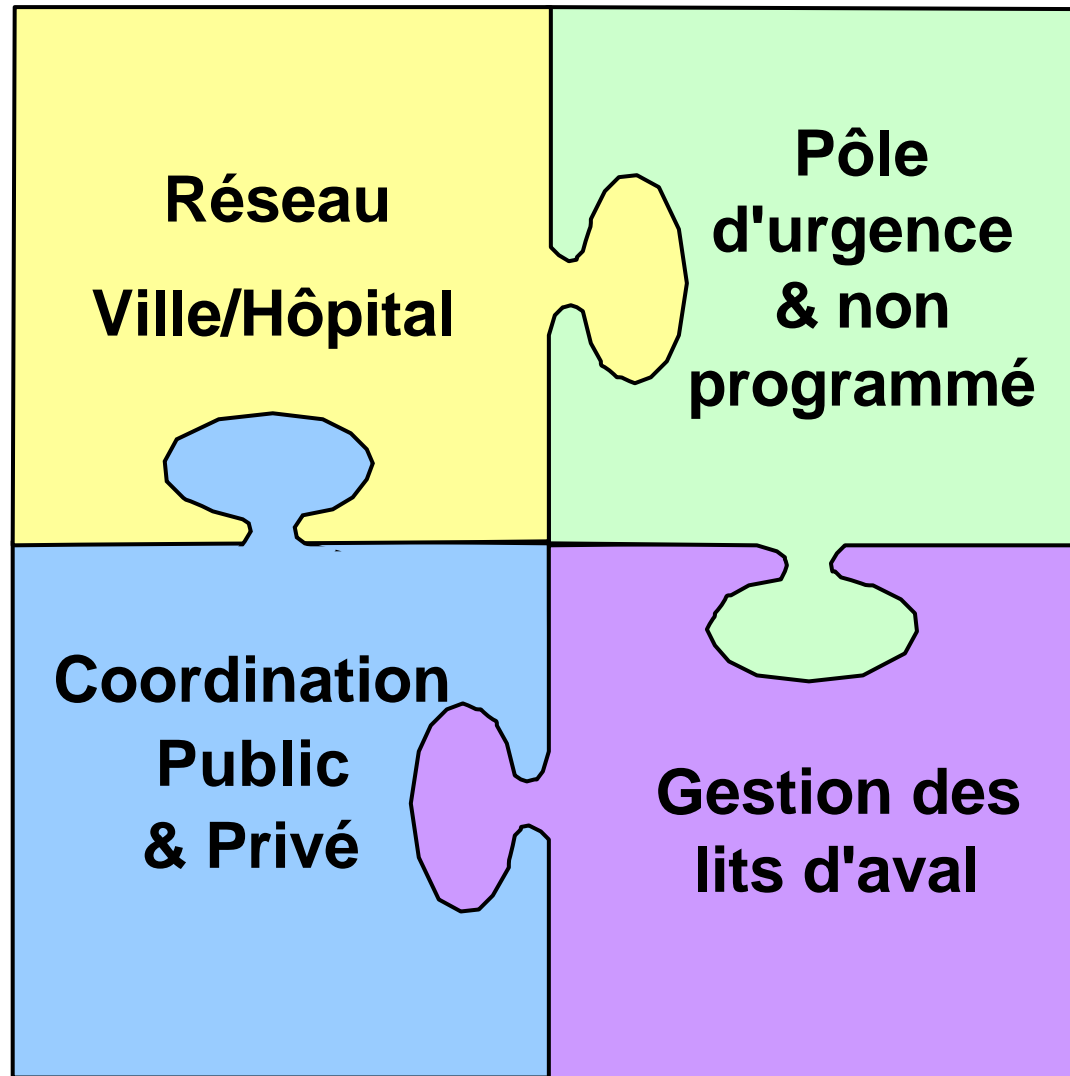 Réseau
Ville/Hôpital
Pôle
d'urgence
& non
programmé
Coordination
Public
& Privé
Gestion des
lits d'aval